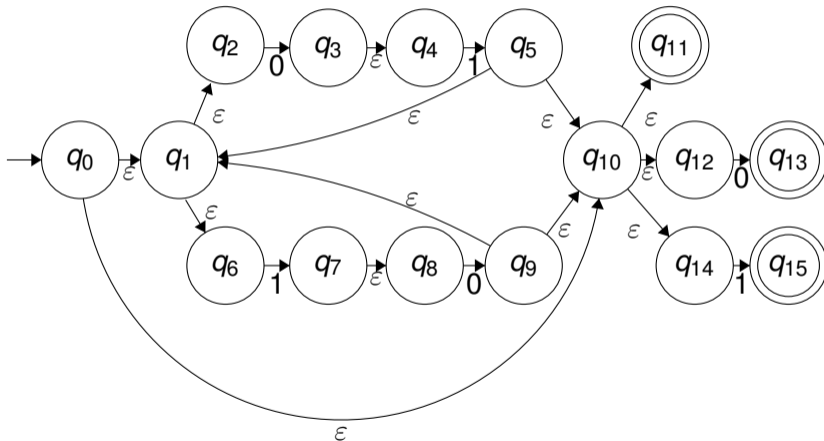 q2 0 q3 ε q4 1 q5 q11
ε ε ε ε
q0 ε q1 q10 ε q12 0 q13
ε ε ε ε
q6 1 q7 ε q8 0 q9 q14 1 q15
ε